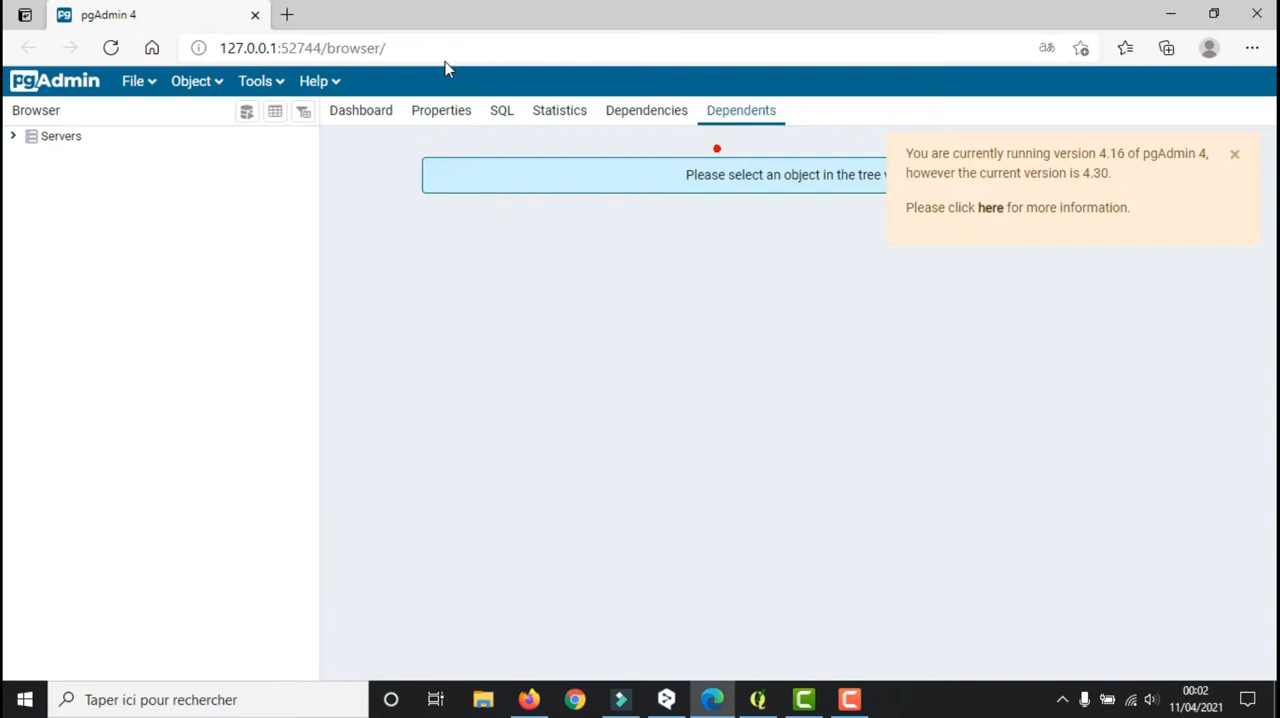 pgAdmin 4
127.0.0.1:52744/browser/
pgAdmin File Object Tools Help
Browser Dashboard Properties SQL Statistics Dependencies Dependents
Servers
You are currently running version 4.16 of pgAdmin 4,
however the current version is 4.30.
Please select an object in the tree
Please click here for more information.
Taper ici pour rechercher
00:02
11/04/2021